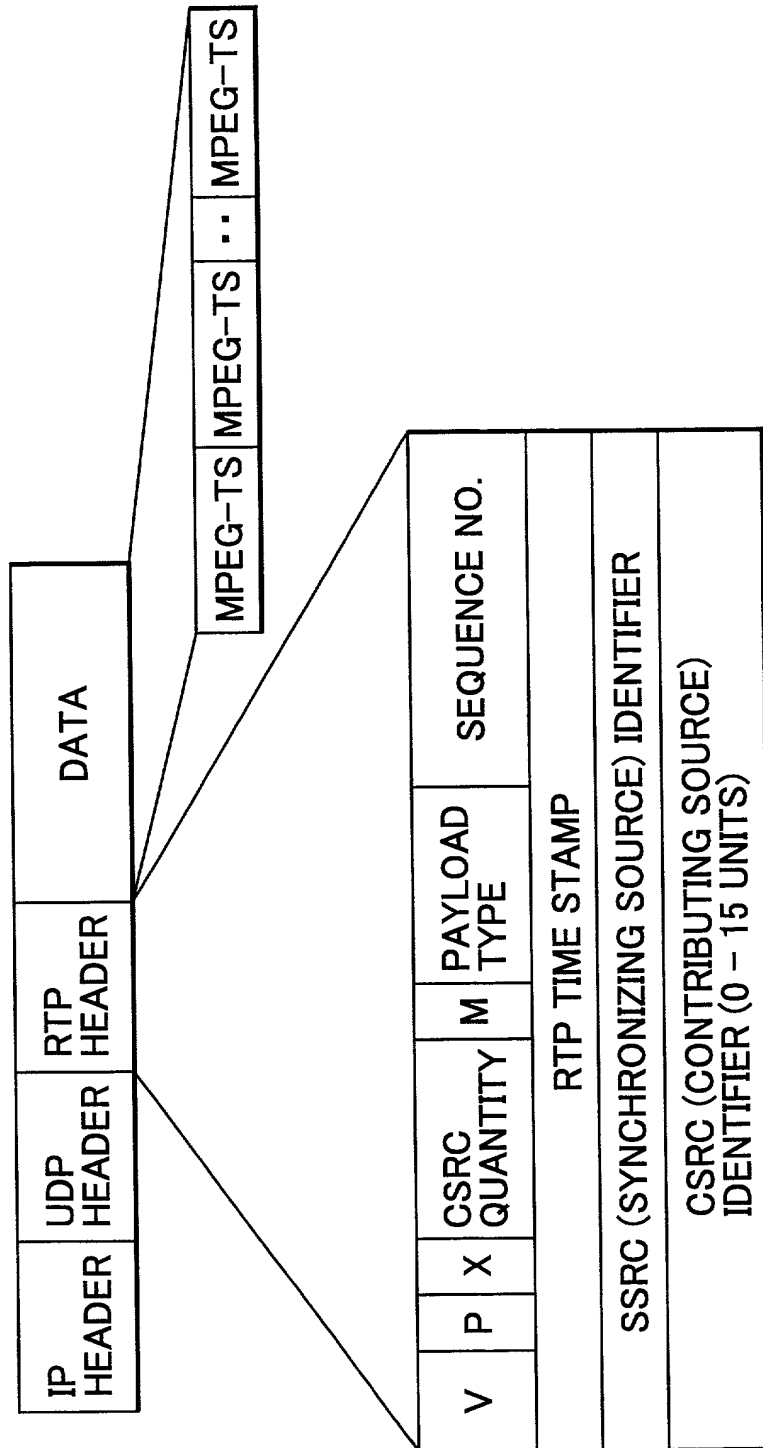 IP
HEADER
UDP
HEADER
RTP
HEADER
DATA
MPEG-TS
MPEG-TS
··
MPEG-TS
V
P
X
CSRC
QUANTITY
M
PAYLOAD
TYPE
SEQUENCE NO.
RTP TIME STAMP
SSRC (SYNCHRONIZING SOURCE) IDENTIFIER
CSRC (CONTRIBUTING SOURCE)
IDENTIFIER (0 – 15 UNITS)